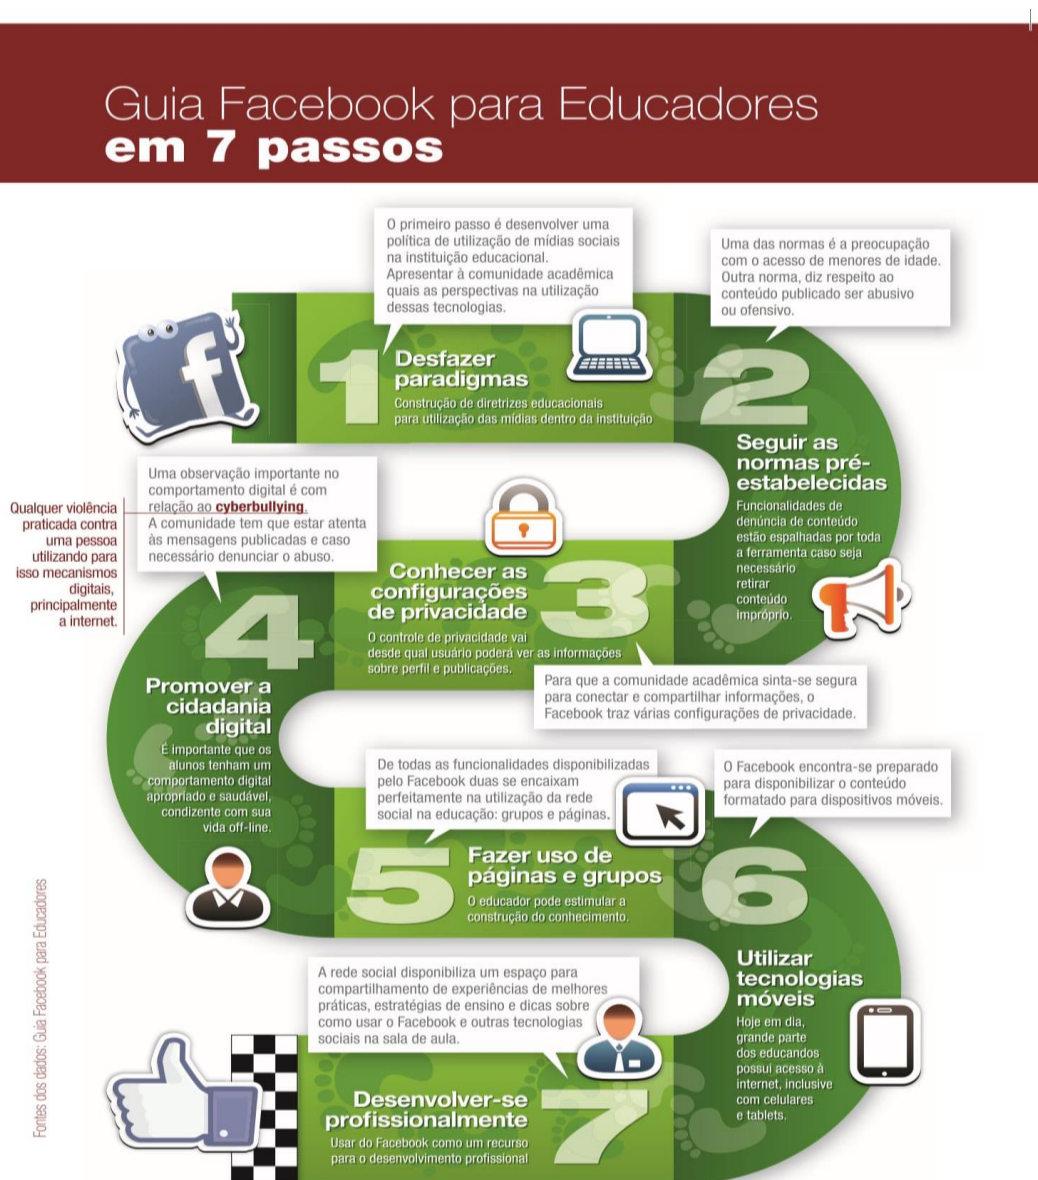 Guia Facebook para Educadores
em 7 passos
O primeiro passo é desenvolver uma
política de utilização de mídias sociais
na instituição educacional.
Apresentar à comunidade acadêmica
quais as perspectivas na utilização
dessas tecnologias.
f
1
Desfazer
paradigmas
Construção de diretrizes educacionais
para utilização das mídias dentro da instituição
Uma das normas é a preocupação
com o acesso de menores de idade.
Outra norma, diz respeito ao
conteúdo publicado ser abusivo
ou ofensivo.
2
Seguir as
normas pré-
estabelecidas
Funcionalidades de
denúncia de conteúdo
estão espalhadas por toda
a ferramenta caso seja
necessário
retirar
conteúdo
impróprio.
3
Conhecer as
configurações
de privacidade
O controle de privacidade vai
desde qual usuário poderá ver as informações
sobre perfil e publicações.
Para que a comunidade acadêmica sinta-se segura
para conectar e compartilhar informações, o
Facebook traz várias configurações de privacidade.
Uma observação importante no
comportamento digital é com
relação ao cyberbullying.
A comunidade tem que estar atenta
às mensagens publicadas e caso
necessário denunciar o abuso.
Qualquer violência
praticada contra
uma pessoa
utilizando para
isso mecanismos
digitais,
principalmente
a internet.
4
Promover a
cidadania
digital
É importante que os
alunos tenham um
comportamento digital
apropriado e saudável,
condizente com sua
vida off-line.
De todas as funcionalidades disponibilizadas
pelo Facebook duas se encaixam
perfeitamente na utilização da rede
social na educação: grupos e páginas.
5
Fazer uso de
páginas e grupos
O educador pode estimular a
construção do conhecimento.
O Facebook encontra-se preparado
para disponibilizar o conteúdo
formatado para dispositivos móveis.
6
Utilizar
tecnologias
móveis
Hoje em dia,
grande parte
dos educandos
possui acesso à
internet, inclusive
com celulares
e tablets.
A rede social disponibiliza um espaço para
compartilhamento de experiências de melhores
práticas, estratégias de ensino e dicas sobre
como usar o Facebook e outras tecnologias
sociais na sala de aula.
7
Desenvolver-se
profissionalmente
Usar do Facebook como um recurso
para o desenvolvimento profissional
Fontes dos dados: Guia Facebook para Educadores